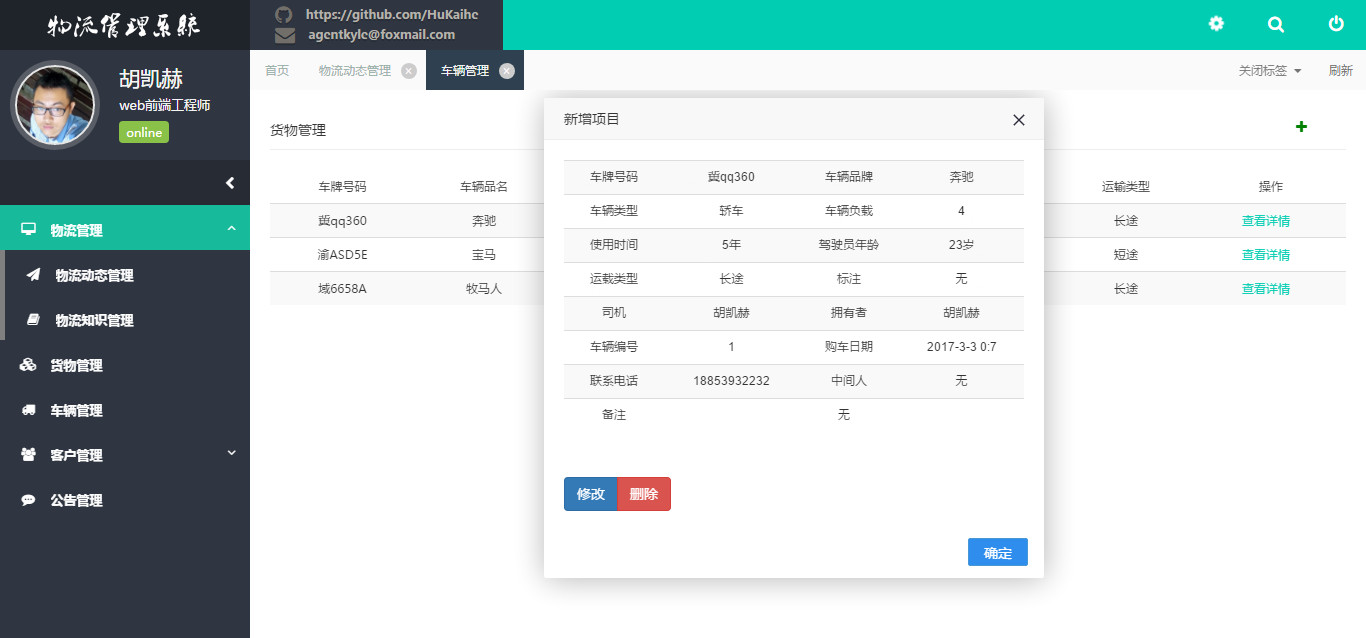 物流管理系统
https://github.com/HuKaihe
agentkyle@foxmail.com
胡凯赫
web前端工程师
online
首页 物流动态管理 车辆管理 关闭标签 刷新
物流管理
物流动态管理
物流知识管理
货物管理
车辆管理
客户管理
公告管理
货物管理
车牌号码 车辆品名 运输类型 操作
冀qq360 奔驰 长途 查看详情
渝ASD5E 宝马 短途 查看详情
域6658A 牧马人 长途 查看详情
新增项目
车牌号码 冀qq360 车辆品牌 奔驰
车辆类型 轿车 车辆负载 4
使用时间 5年 驾驶员年龄 23岁
运载类型 长途 标注 无
司机 胡凯赫 拥有者 胡凯赫
车辆编号 1 购车日期 2017-3-3 0:7
联系电话 18853932232 中间人 无
备注 无
修改 删除
确定